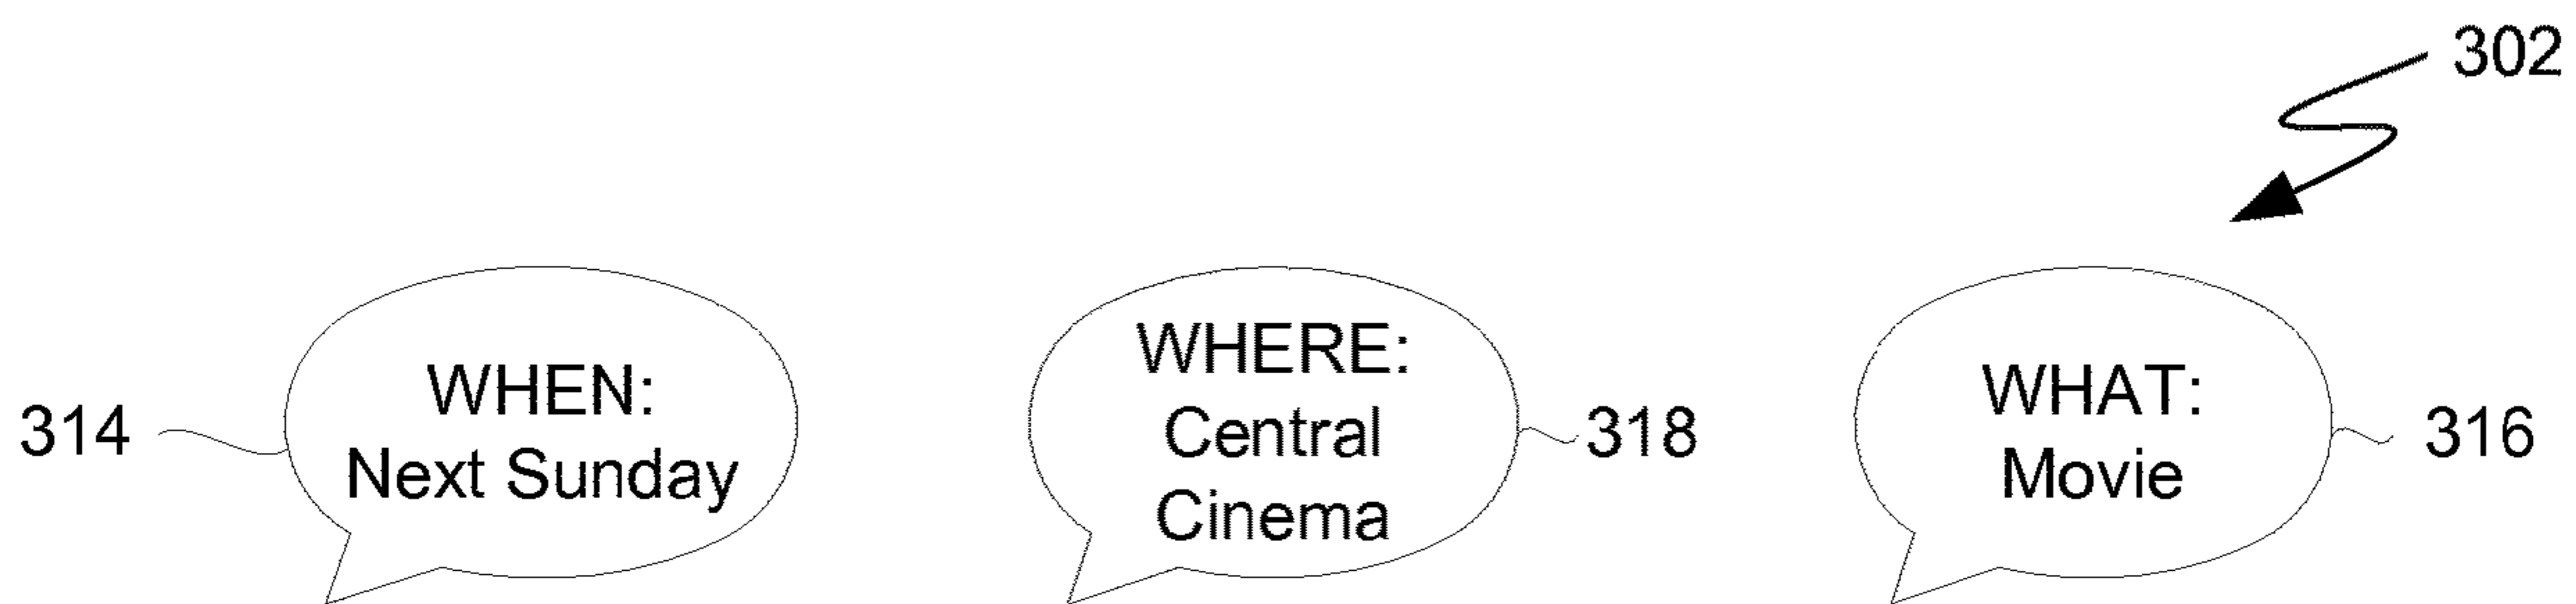 302
WHEN:
Next Sunday
314
WHERE:
Central
Cinema
318
WHAT:
Movie
316